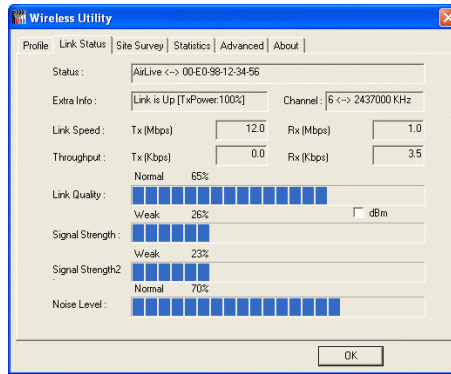 Wireless Utility
Profile Link Status Site Survey Statistics Advanced About
Status : AirLive <--> 00-E0-98-12-34-56
Extra Info : Link is Up [TxPower:100%] Channel : 6 <--> 2437000 KHz
Link Speed : Tx (Mbps) 12.0 Rx (Mbps) 1.0
Throughput : Tx (Kbps) 0.0 Rx (Kbps) 3.5
Normal 65%
Link Quality :
Weak 26% dBm
Signal Strength :
Weak 23%
Signal Strength2 :
Normal 70%
Noise Level :
OK